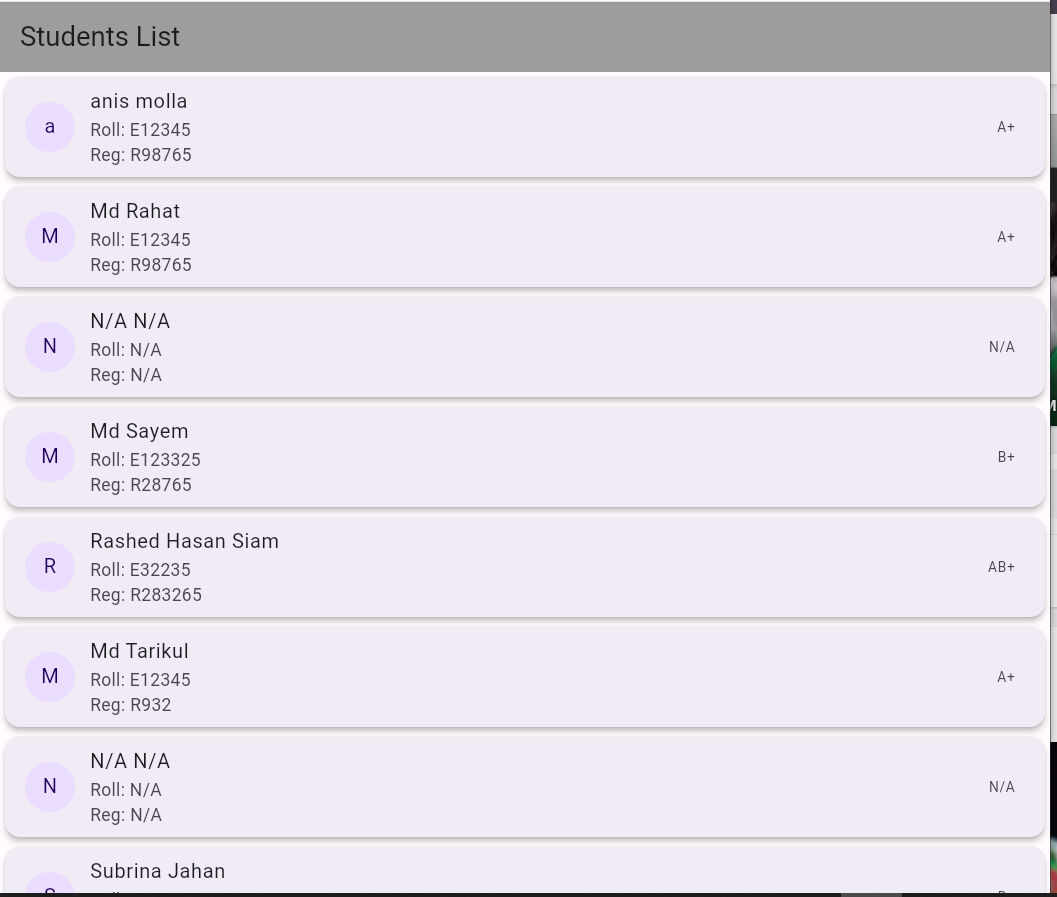 Students List
a
anis molla
Roll: E12345
Reg: R98765
A+
M
Md Rahat
Roll: E12345
Reg: R98765
A+
N
N/A N/A
Roll: N/A
Reg: N/A
N/A
M
Md Sayem
Roll: E123325
Reg: R28765
B+
R
Rashed Hasan Siam
Roll: E32235
Reg: R283265
AB+
M
Md Tarikul
Roll: E12345
Reg: R932
A+
N
N/A N/A
Roll: N/A
Reg: N/A
N/A
S
Subrina Jahan